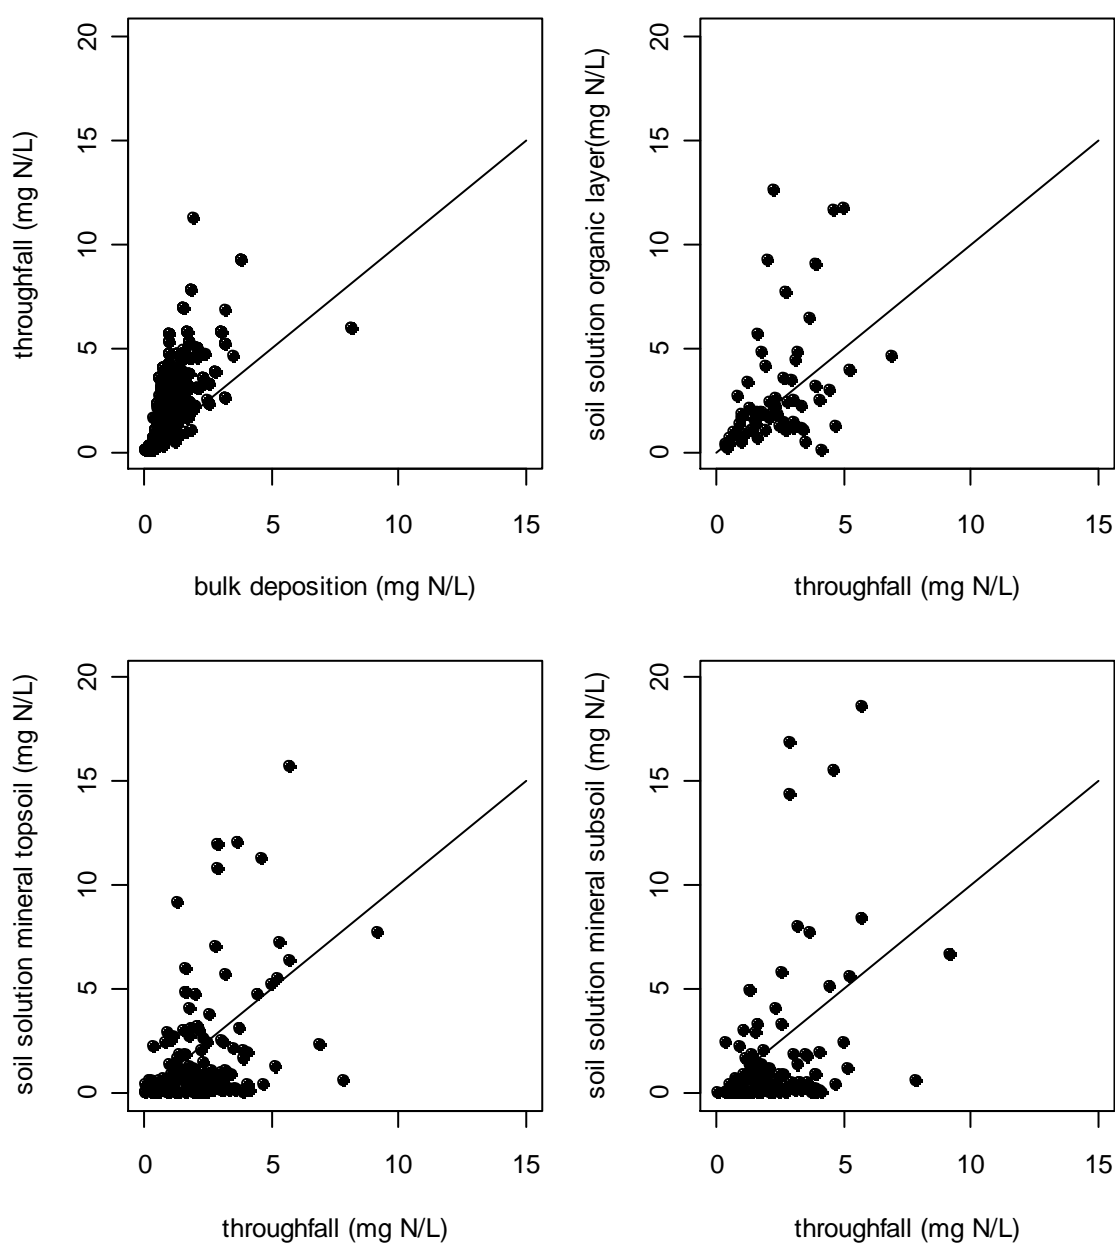 20
15
10
5
0
throughfall (mg N/L)
0 5 10 15
bulk deposition (mg N/L)
20
15
10
5
0
soil solution organic layer(mg N/L)
0 5 10 15
throughfall (mg N/L)
20
15
10
5
0
soil solution mineral topsoil (mg N/L)
0 5 10 15
throughfall (mg N/L)
20
15
10
5
0
soil solution mineral subsoil (mg N/L)
0 5 10 15
throughfall (mg N/L)